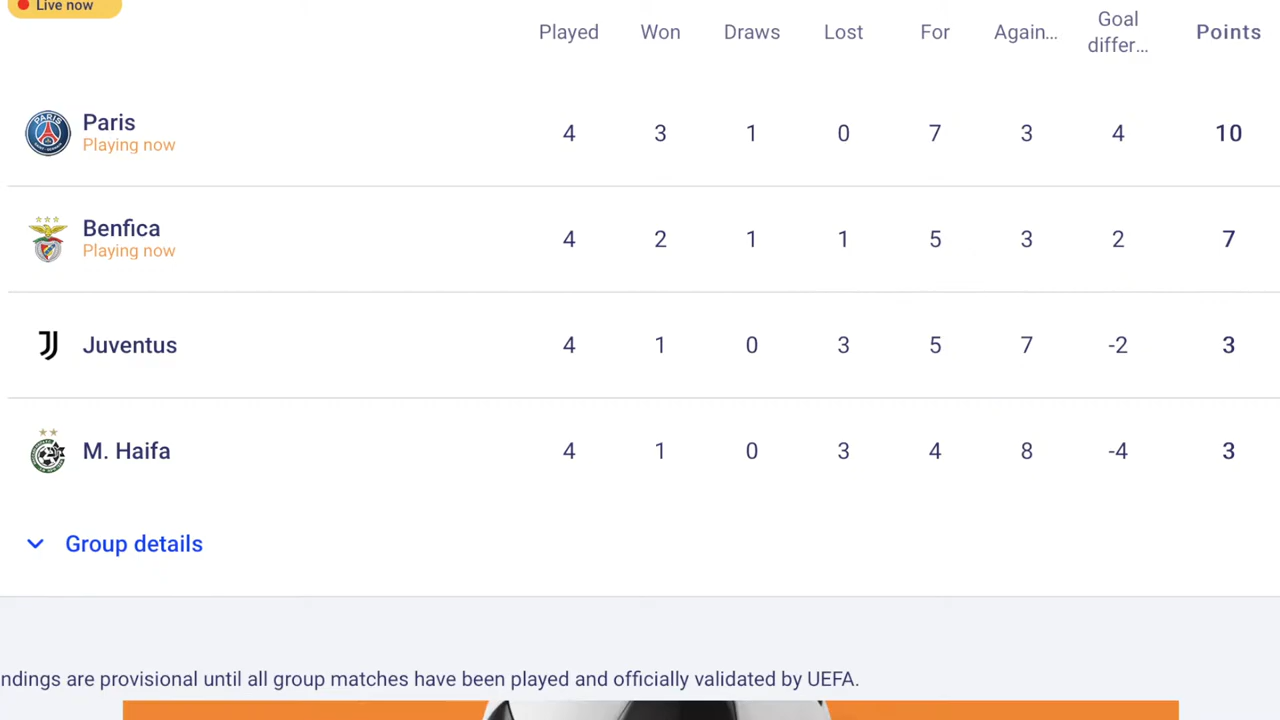 Live now
Played Won Draws Lost For Again... Goal differ... Points
PARIS
Paris
Playing now
4 3 1 0 7 3 4 10
Benfica
Playing now
4 2 1 1 5 3 2 7
Juventus
4 1 0 3 5 7 -2 3
M. Haifa
4 1 0 3 4 8 -4 3
Group details
ndings are provisional until all group matches have been played and officially validated by UEFA.